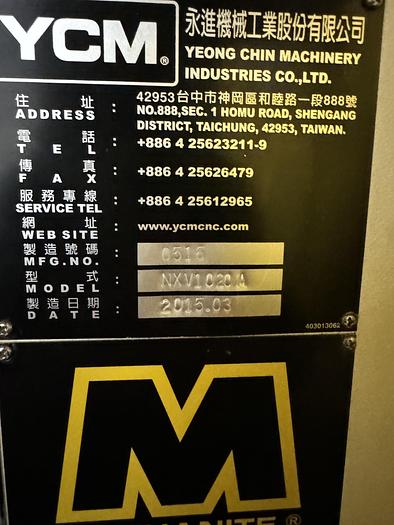 YCM®
永進機械工業股份有限公司
YEONG CHIN MACHINERY
INDUSTRIES CO.,LTD.
住 址 : 42953台中市神岡區和睦路一段888號
ADDRESS NO.888,SEC. 1 HOMU ROAD, SHENGANG
DISTRICT, TAICHUNG, 42953, TAIWAN.
電 話 : +886 4 25623211-9
TEL
傳 真 : +886 4 25626479
FAX
服務專線 : +886 4 25612965
SERVICE TEL
網 址 : www.ycmcnc.com
WEB SITE
製造號碼 : 0315
MFG.NO.
型 式 : NXV1020A
MODEL
製造日期 : 2015.03
DATE
403013062
M